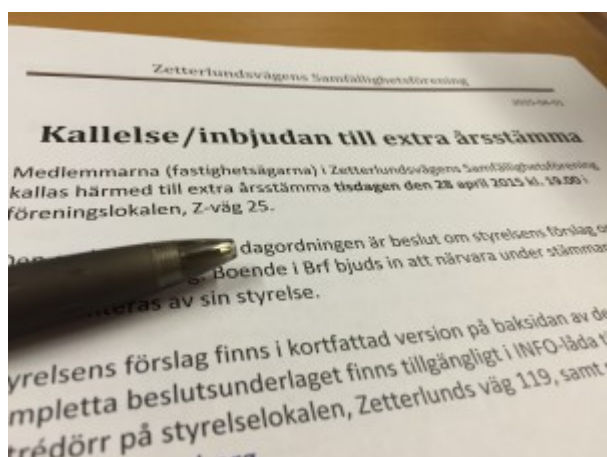 Zetterlundsvägens Samfällighetsförening
2015-04-01
Kallelse/inbjudan till extra årsstämma
Medlemmarna (fastighetsägarna) i Zetterlundsvägens Samfällighetsförening
kallas härmed till extra årsstämma tisdagen den 28 april 2015 kl. 19.00 i
föreningslokalen, Z-väg 25.
dagordningen är beslut om styrelsens förslag
Boende i Brf bjuds in att närvara under
av sin styrelse.
yrelsens förslag finns i kortfattad version på baksidan av
mpletta beslutsunderlaget finns tillgängligt i INFO-låda
trédörr på styrelselokalen, Zetterlunds väg 119, samt